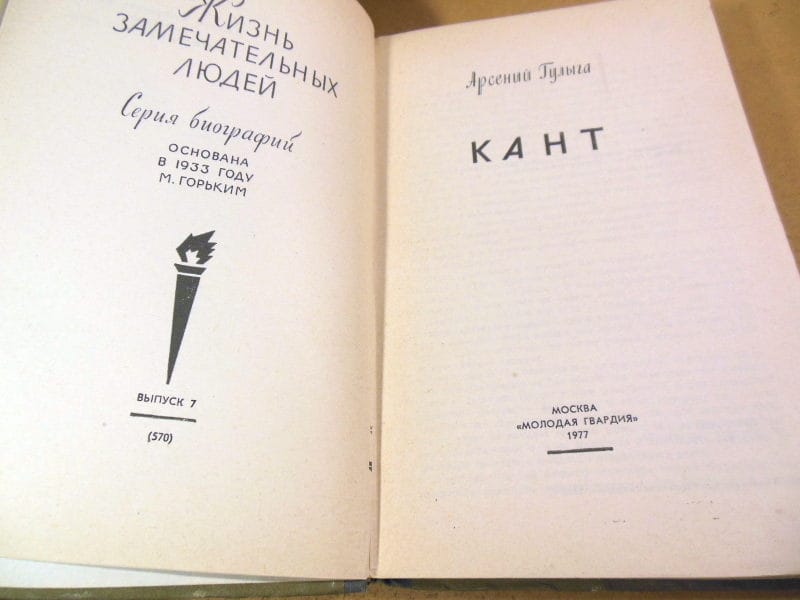 Жизнь
ЗАМЕЧАТЕЛЬНЫХ
ЛЮДЕЙ
Серия биографий
ОСНОВАНА
В 1933 ГОДУ
М. ГОРЬКИМ
ВЫПУСК 7
(570)
Арсений Гулыга
КАНТ
МОСКВА
«МОЛОДАЯ ГВАРДИЯ»
1977